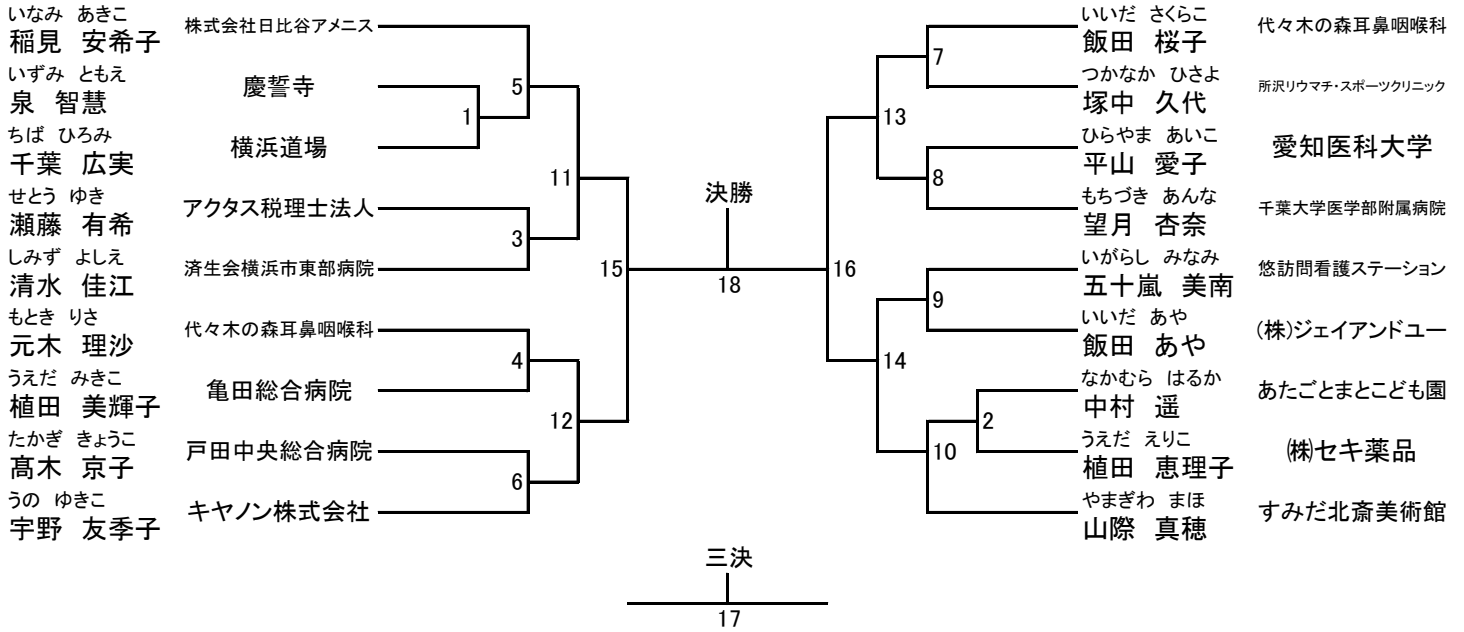 いなみ あきこ
稲見 安希子 株式会社日比谷アメニス
いずみ ともえ
泉 智慧 慶誓寺
ちば ひろみ
千葉 広実 横浜道場
せとう ゆき
瀬藤 有希 アクタス税理士法人
しみず よしえ
清水 佳江 済生会横浜市東部病院
もとき りさ
元木 理沙 代々木の森耳鼻咽喉科
うえだ みきこ
植田 美輝子 亀田総合病院
たかぎ きょうこ
髙木 京子 戸田中央総合病院
うの ゆきこ
宇野 友季子 キヤノン株式会社
5
1
11
3
15
4
12
6
決勝
18
三決
17
7
13
8
16
9
14
2
10
いいだ さくらこ
飯田 桜子 代々木の森耳鼻咽喉科
つかなか ひさよ
塚中 久代 所沢リウマチ・スポーツクリニック
ひらやま あいこ
平山 愛子 愛知医科大学
もちづき あんな
望月 杏奈 千葉大学医学部附属病院
いがらし みなみ
五十嵐 美南 悠訪問看護ステーション
いいだ あや
飯田 あや (株)ジェイアンドユー
なかむら はるか
中村 遥 あたごとまとこども園
うえだ えりこ
植田 恵理子 ㈱セキ薬品
やまぎわ まほ
山際 真穂 すみだ北斎美術館